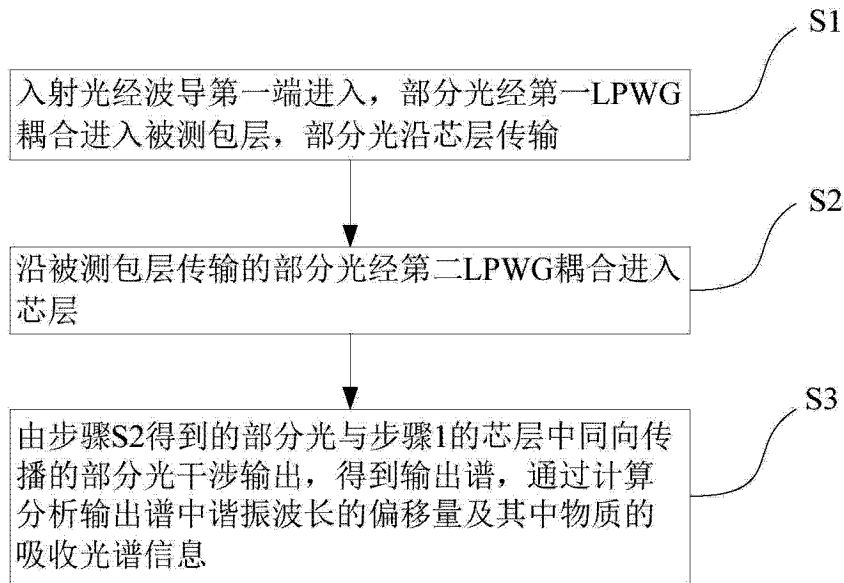 S1
入射光经波导第一端进入，部分光经第一LPWG
耦合进入被测包层，部分光沿芯层传输
S2
沿被测包层传输的部分光经第二LPWG耦合进入
芯层
S3
由步骤S2得到的部分光与步骤1的芯层中同向传
播的部分光干涉输出，得到输出谱，通过计算
分析输出谱中谐振波长的偏移量及其中物质的
吸收光谱信息